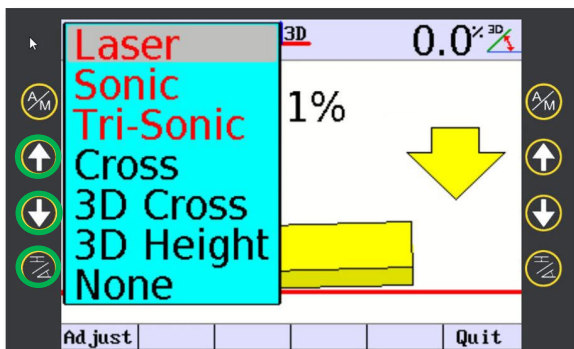 Laser
Sonic
Tri-Sonic
Cross
3D Cross
3D Height
None
3D
0.0% 3D
1%
A/M
A/M
Adjust
Quit